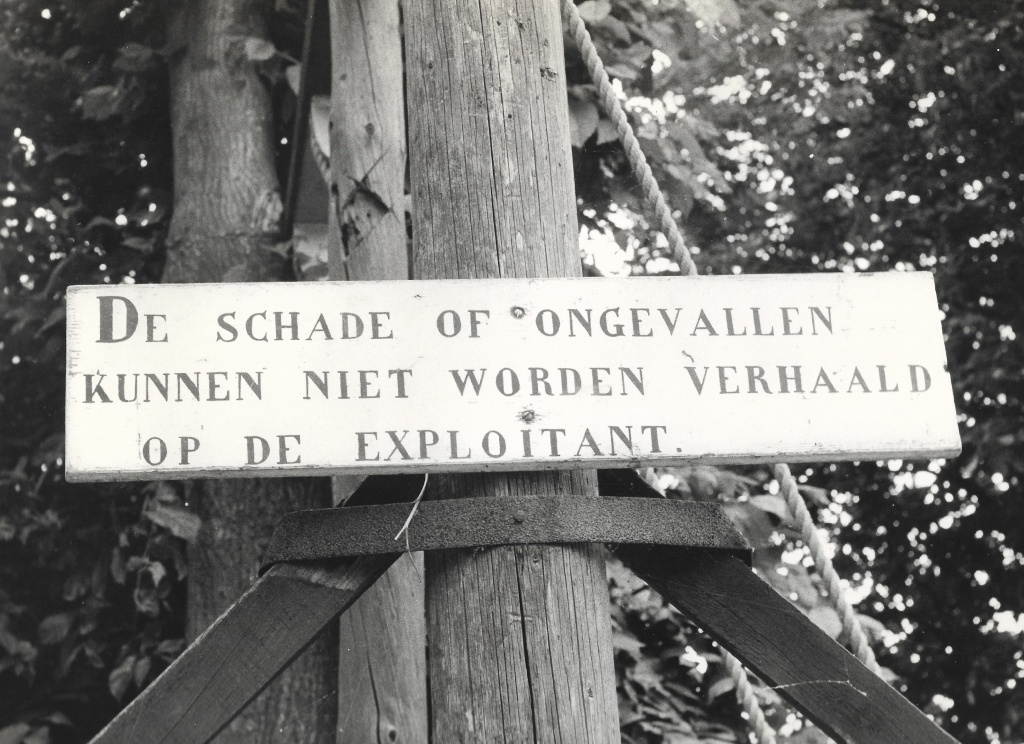 DE SCHADE OF ONGEVALLEN
KUNNEN NIET WORDEN VERHAALD
OP DE EXPLOITANT.